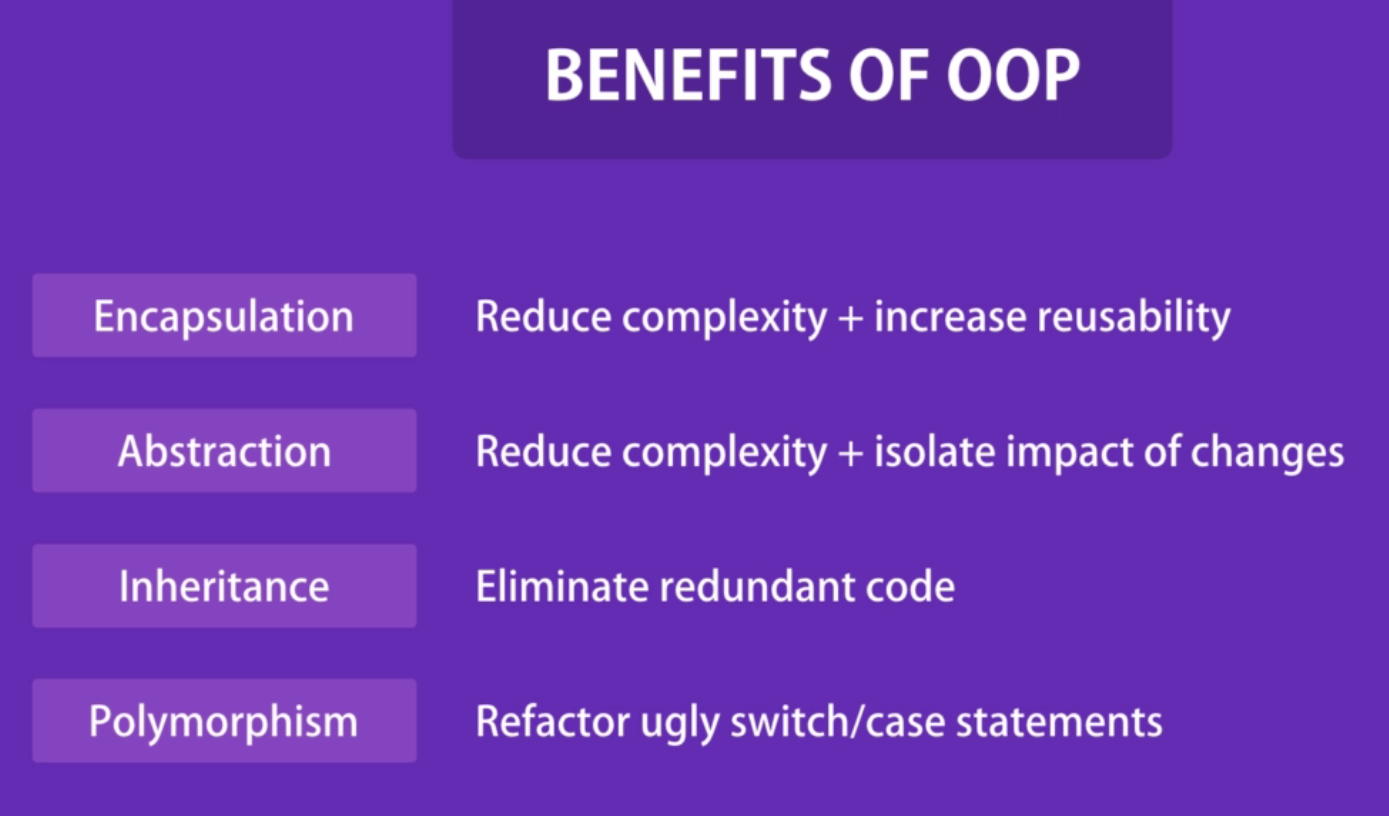 BENEFITS OF OOP
Encapsulation
Reduce complexity + increase reusability
Abstraction
Reduce complexity + isolate impact of changes
Inheritance
Eliminate redundant code
Polymorphism
Refactor ugly switch/case statements